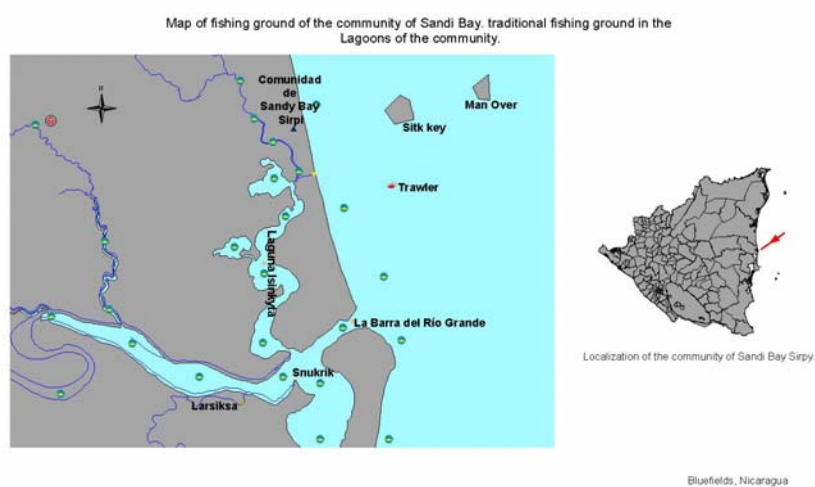 Map of fishing ground of the community of Sandi Bay. traditional fishing ground in the
Lagoons of the community.
N
Comunidad
de
Sandy Bay
Sirpi
Man Over
Sitk key
Trawler
Laguna Isinkyta
La Barra del Río Grande
Snukrik
Larsiksa
Localization of the community of Sandi Bay Sirpy.
Bluefields, Nicaragua